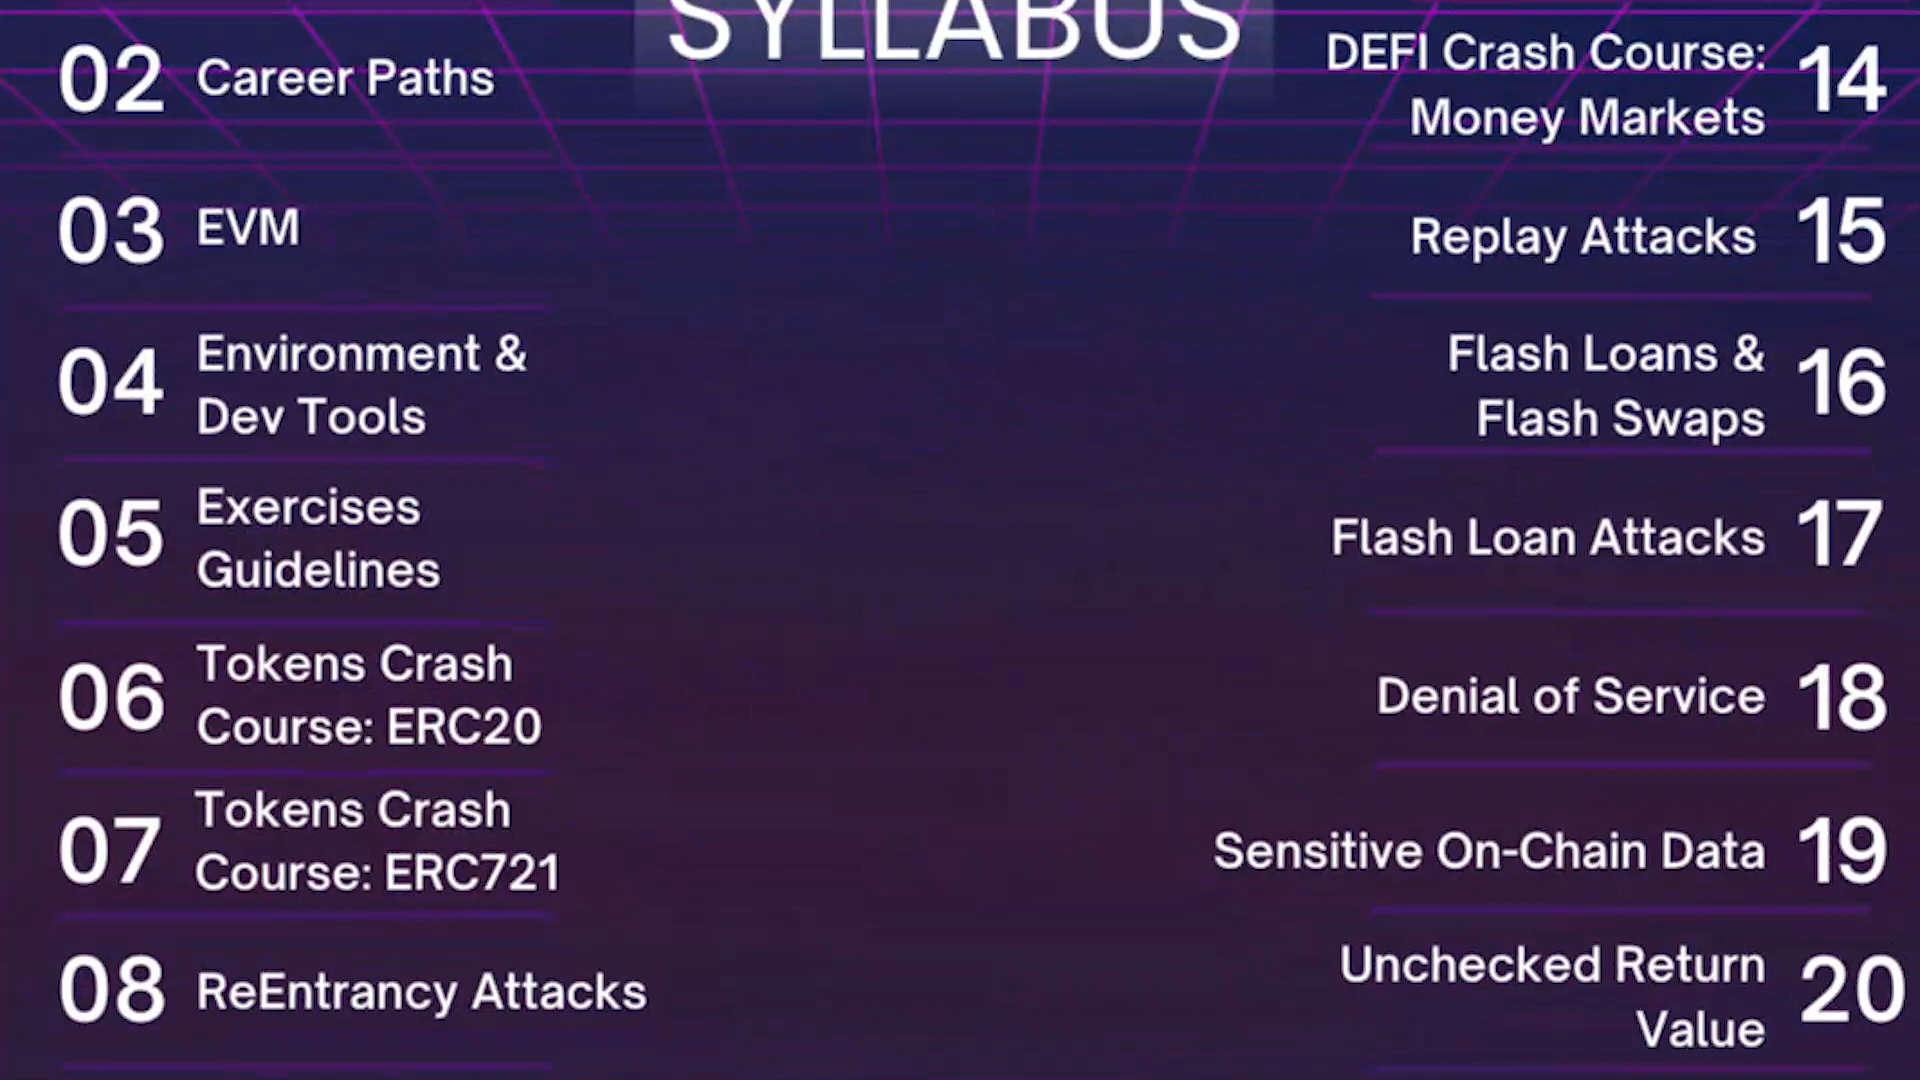 SYLLABUS
02 Career Paths
03 EVM
04 Environment &
Dev Tools
05 Exercises
Guidelines
06 Tokens Crash
Course: ERC20
07 Tokens Crash
Course: ERC721
08 ReEntrancy Attacks
DEFI Crash Course: 14
Money Markets
Replay Attacks 15
Flash Loans & 16
Flash Swaps
Flash Loan Attacks 17
Denial of Service 18
Sensitive On-Chain Data 19
Unchecked Return 20
Value